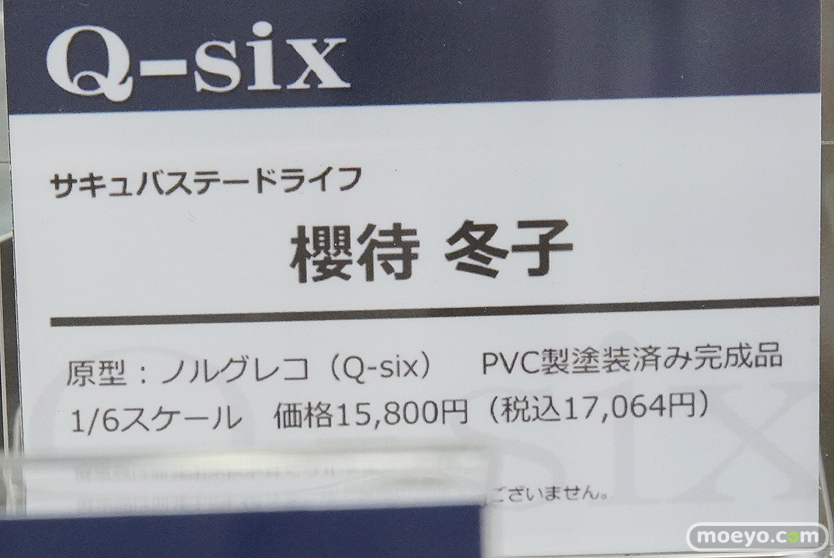 Q-six
サキュバステードライフ
櫻待 冬子
原型：ノルグレコ（Q-six） PVC製塗装済み完成品
1/6スケール 価格15,800円（税込17,064円）
ございません。
moeyo.com